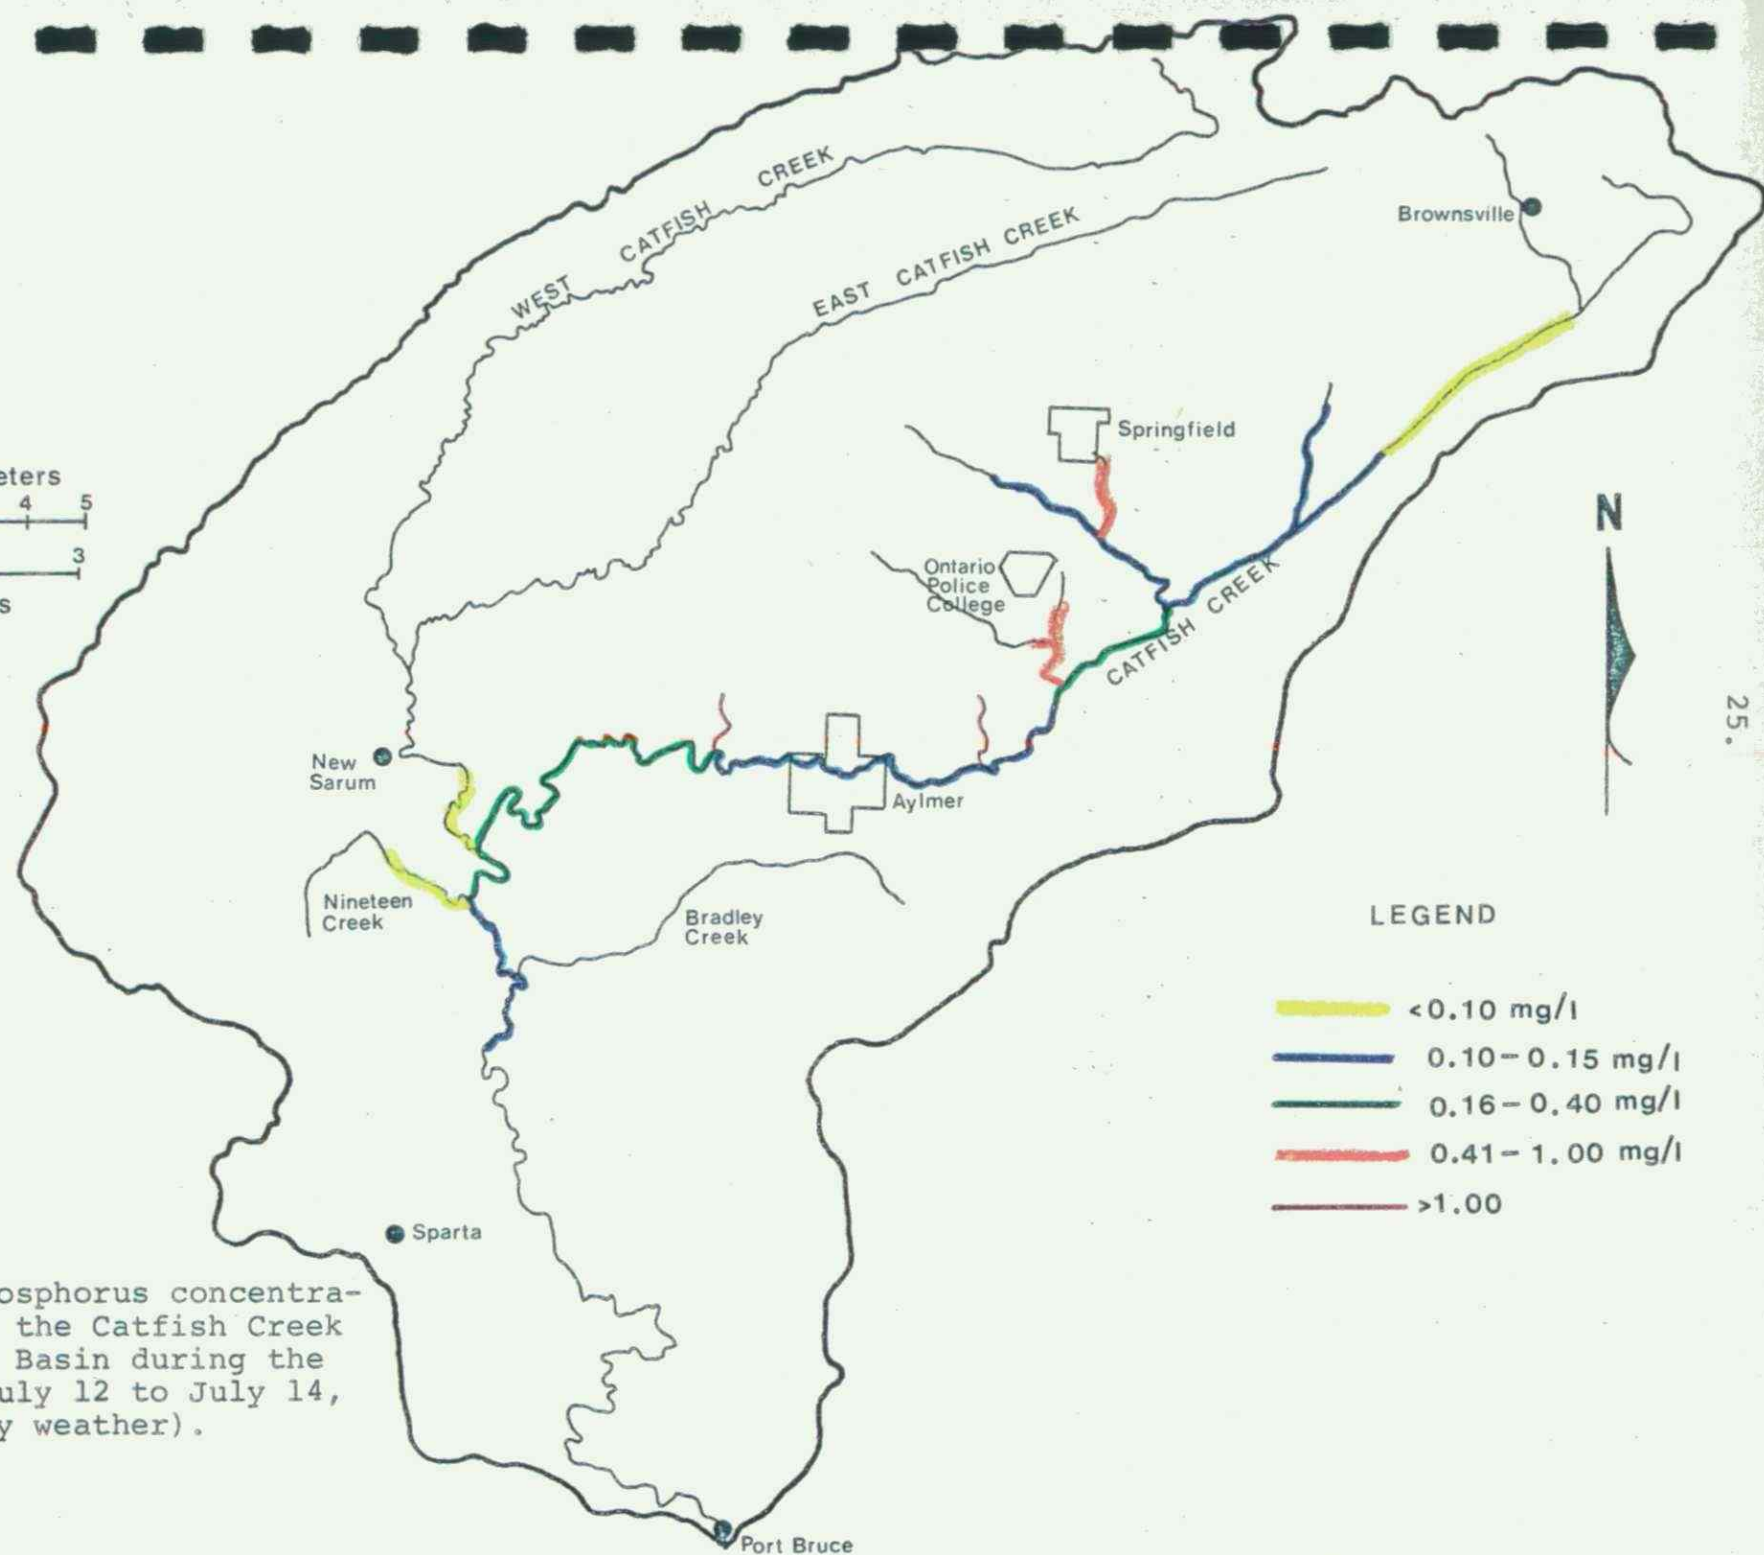 WEST CATFISH CREEK
EAST CATFISH CREEK
Brownsville
eters
4 5
3
s
Springfield
N
Ontario
Police
College
CATFISH CREEK
25.
New
Sarum
Aylmer
Nineteen
Creek
Bradley
Creek
LEGEND
<0.10 mg/l
0.10-0.15 mg/l
0.16-0.40 mg/l
0.41-1.00 mg/l
>1.00
Sparta
osphorus concentra-
the Catfish Creek
Basin during the
uly 12 to July 14,
y weather).
Port Bruce